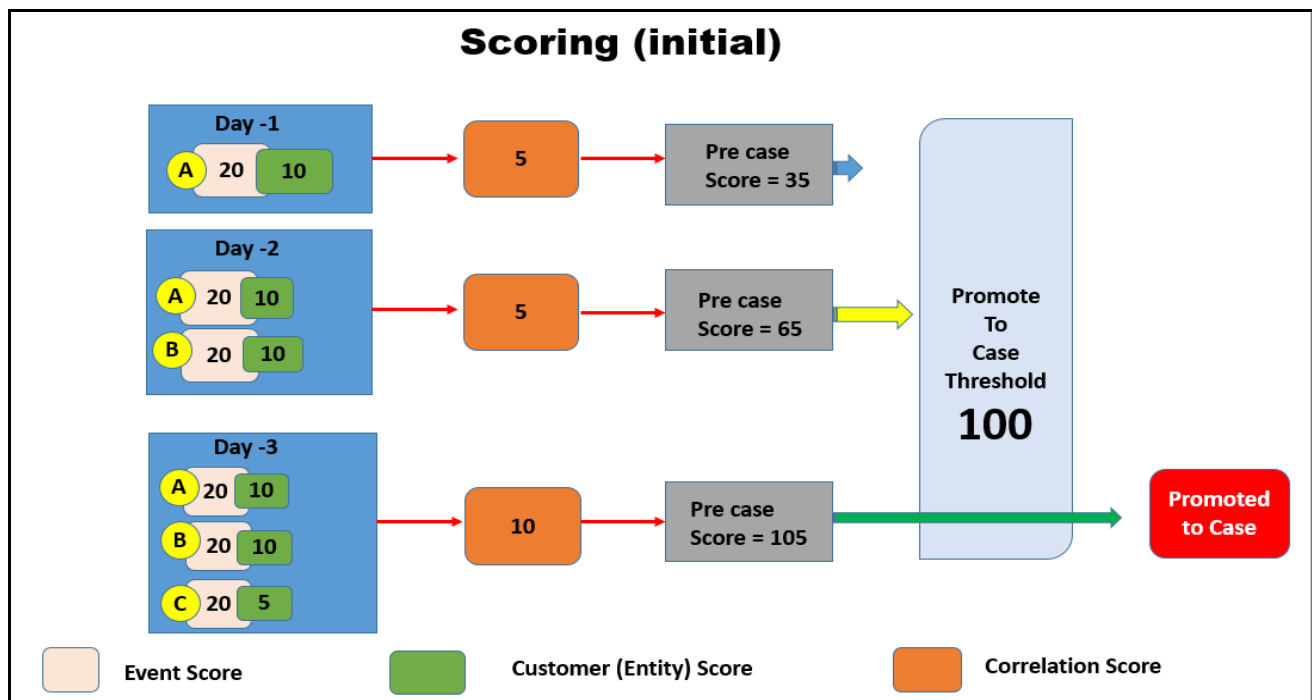 Scoring (initial)
Day -1
A 20 10
5
Pre case
Score = 35
Day -2
A 20 10
B 20 10
5
Pre case
Score = 65
Promote
To
Case
Threshold
100
Day -3
A 20 10
B 20 10
C 20 5
10
Pre case
Score = 105
Promoted
to Case
Event Score
Customer (Entity) Score
Correlation Score